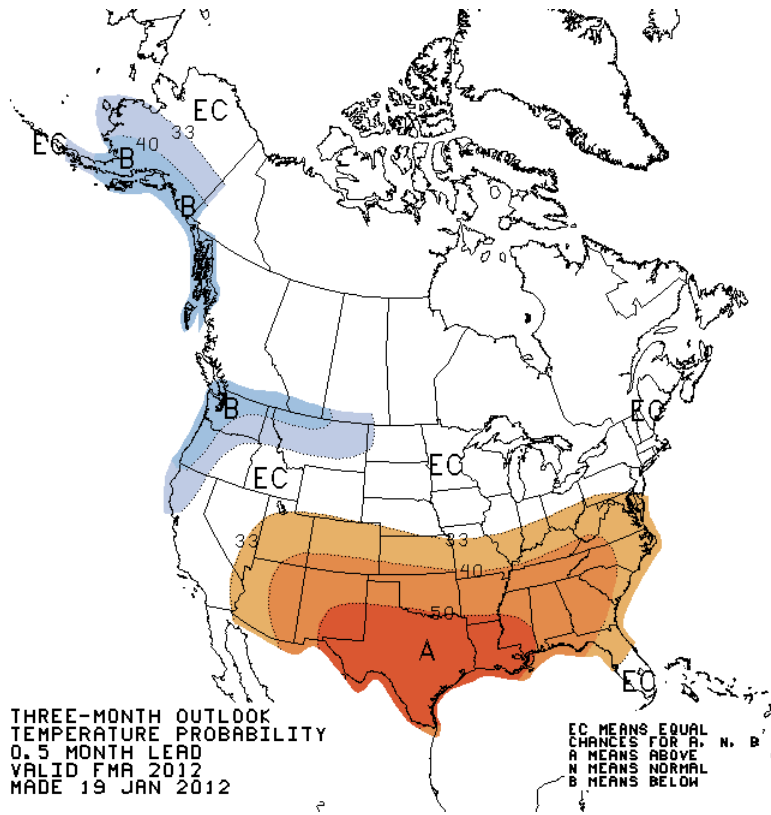 EC
33
EC
40
B
B
B
EC
EC
EC
33
33
40
50
A
EC
THREE-MONTH OUTLOOK
TEMPERATURE PROBABILITY
0.5 MONTH LEAD
VALID FMA 2012
MADE 19 JAN 2012
EC MEANS EQUAL
CHANCES FOR A, N, B
A MEANS ABOVE
N MEANS NORMAL
B MEANS BELOW